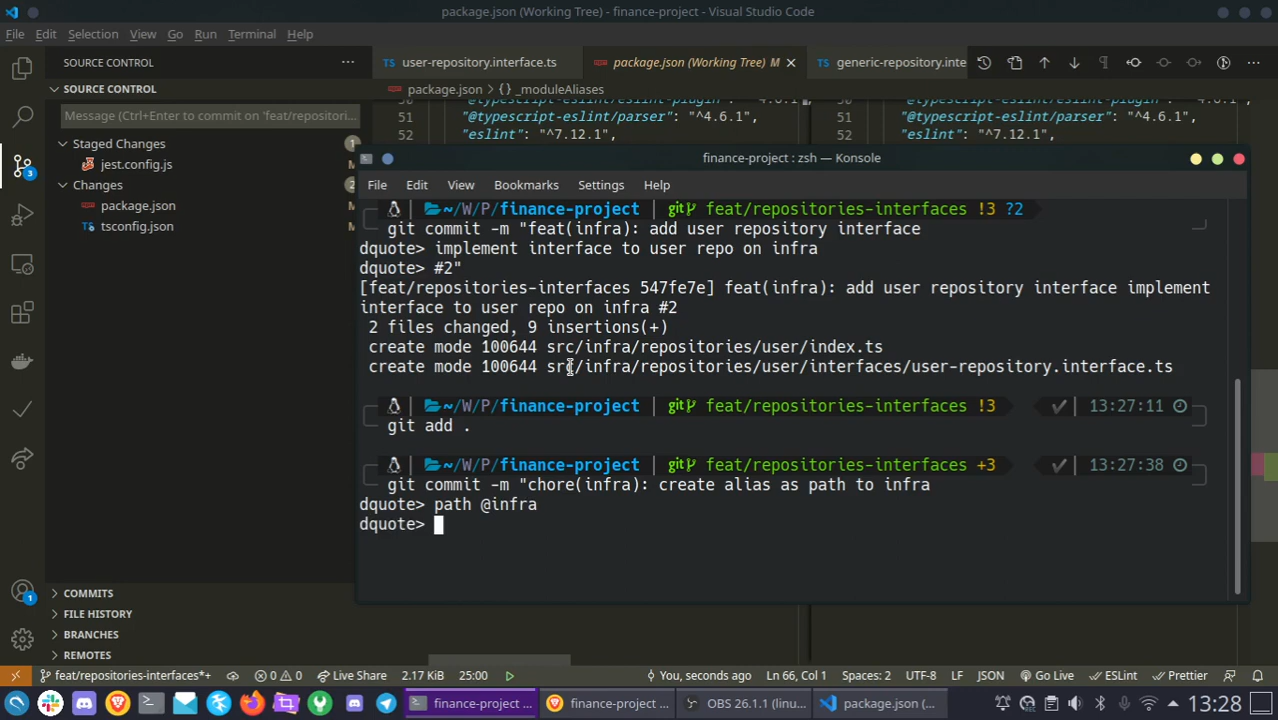 package.json (Working Tree) - finance-project - Visual Studio Code
File Edit Selection View Go Run Terminal Help
SOURCE CONTROL
user-repository.interface.ts
package.json (Working Tree) M
generic-repository.inte
SOURCE CONTROL
package.json > {} _moduleAliases
Message (Ctrl+Enter to commit on 'feat/repositori...
52 "@typescript-eslint/parser": "^4.6.1", 
"eslint": "^7.12.1",
51 "@typescript-eslint/parser": "^4.6.1",
52 "eslint": "^7.12.1",
Staged Changes 1
jest.config.js
Changes 2
package.json
tsconfig.json
finance-project : zsh — Konsole
File Edit View Bookmarks Settings Help
~/W/P/finance-project | git feat/repositories-interfaces !3 ?2
git commit -m "feat(infra): add user repository interface
dquote> implement interface to user repo on infra
dquote> #2"
[feat/repositories-interfaces 547fe7e] feat(infra): add user repository interface implement
interface to user repo on infra #2
2 files changed, 9 insertions(+)
create mode 100644 src/infra/repositories/user/index.ts
create mode 100644 src/infra/repositories/user/interfaces/user-repository.interface.ts
~/W/P/finance-project | git feat/repositories-interfaces !3 ✔ | 13:27:11
git add .
~/W/P/finance-project | git feat/repositories-interfaces +3 ✔ | 13:27:38
git commit -m "chore(infra): create alias as path to infra
dquote> path @infra
dquote>
COMMITS
FILE HISTORY
BRANCHES
REMOTES
feat/repositories-interfaces*+ 0 0 Live Share 2.17 KiB 25:00 You, seconds ago Ln 66, Col 1 Spaces: 2 UTF-8 LF JSON Go Live ESLint Prettier
finance-project ... finance-project ... OBS 26.1.1 (linu... package.json (... 13:28